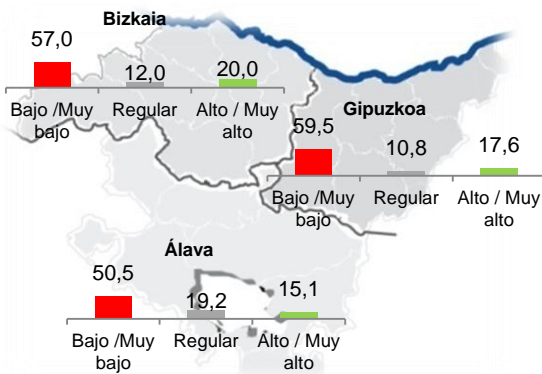 Bizkaia
57,0
12,0
20,0
Bajo /Muy bajo
Regular
Alto / Muy alto
Gipuzkoa
59,5
10,8
17,6
Bajo /Muy bajo
Regular
Alto / Muy alto
Álava
50,5
19,2
15,1
Bajo /Muy bajo
Regular
Alto / Muy alto